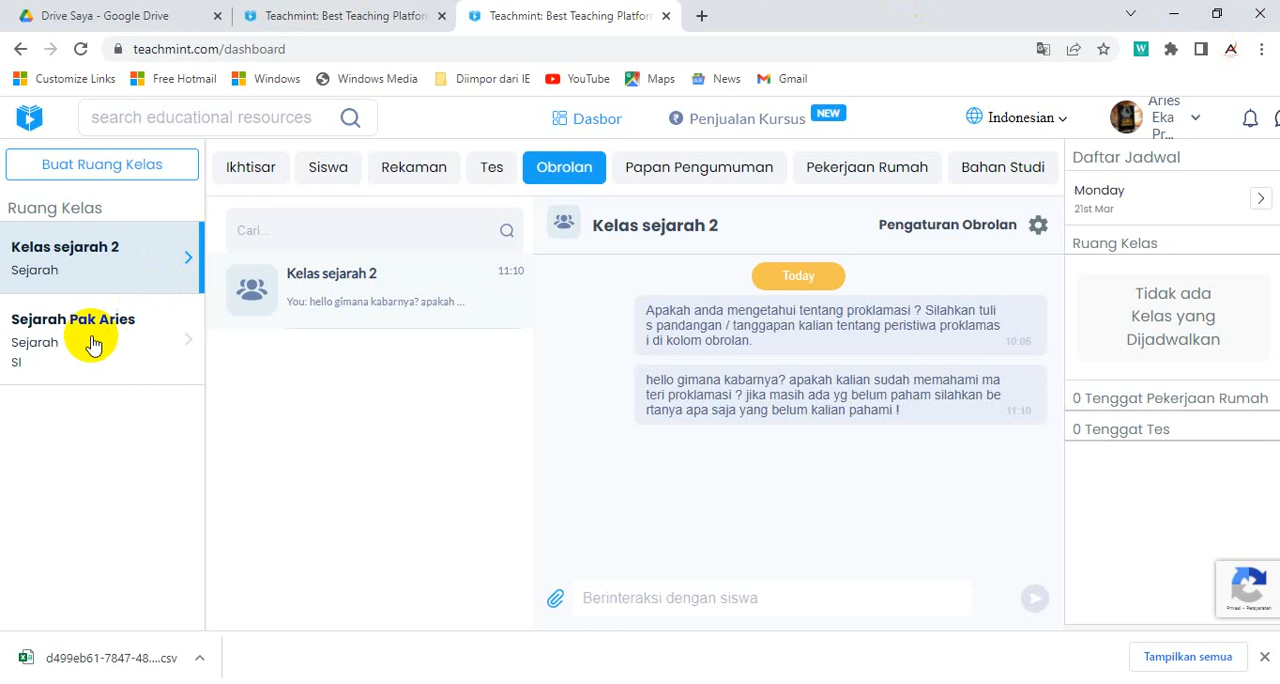 Drive Saya - Google Drive
Teachmint: Best Teaching Platfor
Teachmint: Best Teaching Platfor
teachmint.com/dashboard
Customize Links
Free Hotmail
Windows
Windows Media
Diimpor dari IE
YouTube
Maps
News
Gmail
search educational resources
Dasbor
Penjualan Kursus
NEW
Indonesian
Aries
Eka
Pr...
Buat Ruang Kelas
Ruang Kelas
Kelas sejarah 2
Sejarah
Sejarah Pak Aries
Sejarah
SI
Ikhtisar
Siswa
Rekaman
Tes
Obrolan
Papan Pengumuman
Pekerjaan Rumah
Bahan Studi
Cari...
Kelas sejarah 2
11:10
You: hello gimana kabarnya? apakah ...
Kelas sejarah 2
Pengaturan Obrolan
Today
Apakah anda mengetahui tentang proklamasi ? Silahkan tuli
s pandangan / tanggapan kalian tentang peristiwa proklamas
i di kolom obrolan.
10:06
hello gimana kabarnya? apakah kalian sudah memahami ma
teri proklamasi ? jika masih ada yg belum paham silahkan be
rtanya apa saja yang belum kalian pahami !
11:10
Berinteraksi dengan siswa
Daftar Jadwal
Monday
21st Mar
Ruang Kelas
Tidak ada
Kelas yang
Dijadwalkan
0 Tenggat Pekerjaan Rumah
0 Tenggat Tes
Privasi - Persyaratan
d499eb61-7847-48....csv
Tampilkan semua